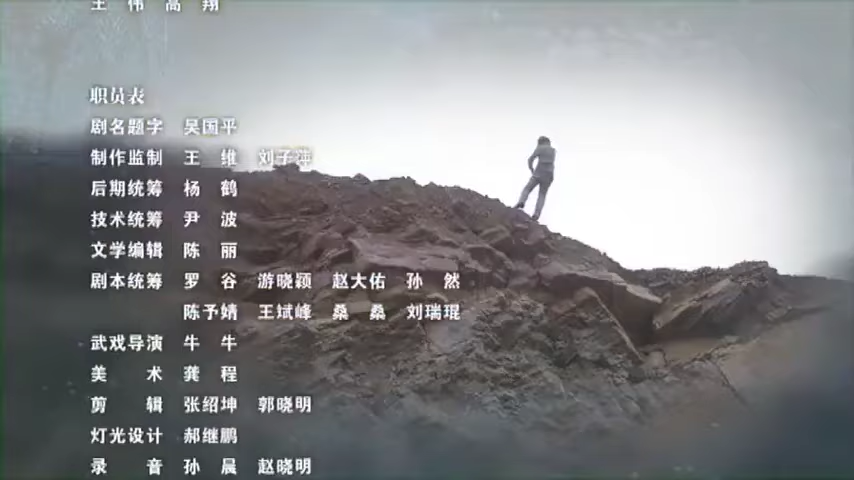 王 伟 高 翔
职员表
剧名题字 吴国平
制作监制 王 维 刘子萍
后期统筹 杨 鹤
技术统筹 尹 波
文学编辑 陈 丽
剧本统筹 罗 谷 游晓颖 赵大佑 孙 然
陈予婧 王斌峰 桑 桑 刘瑞琨
武戏导演 牛 牛
美 术 龚 程
剪 辑 张绍坤 郭晓明
灯光设计 郝继鹏
录 音 孙 晨 赵晓明